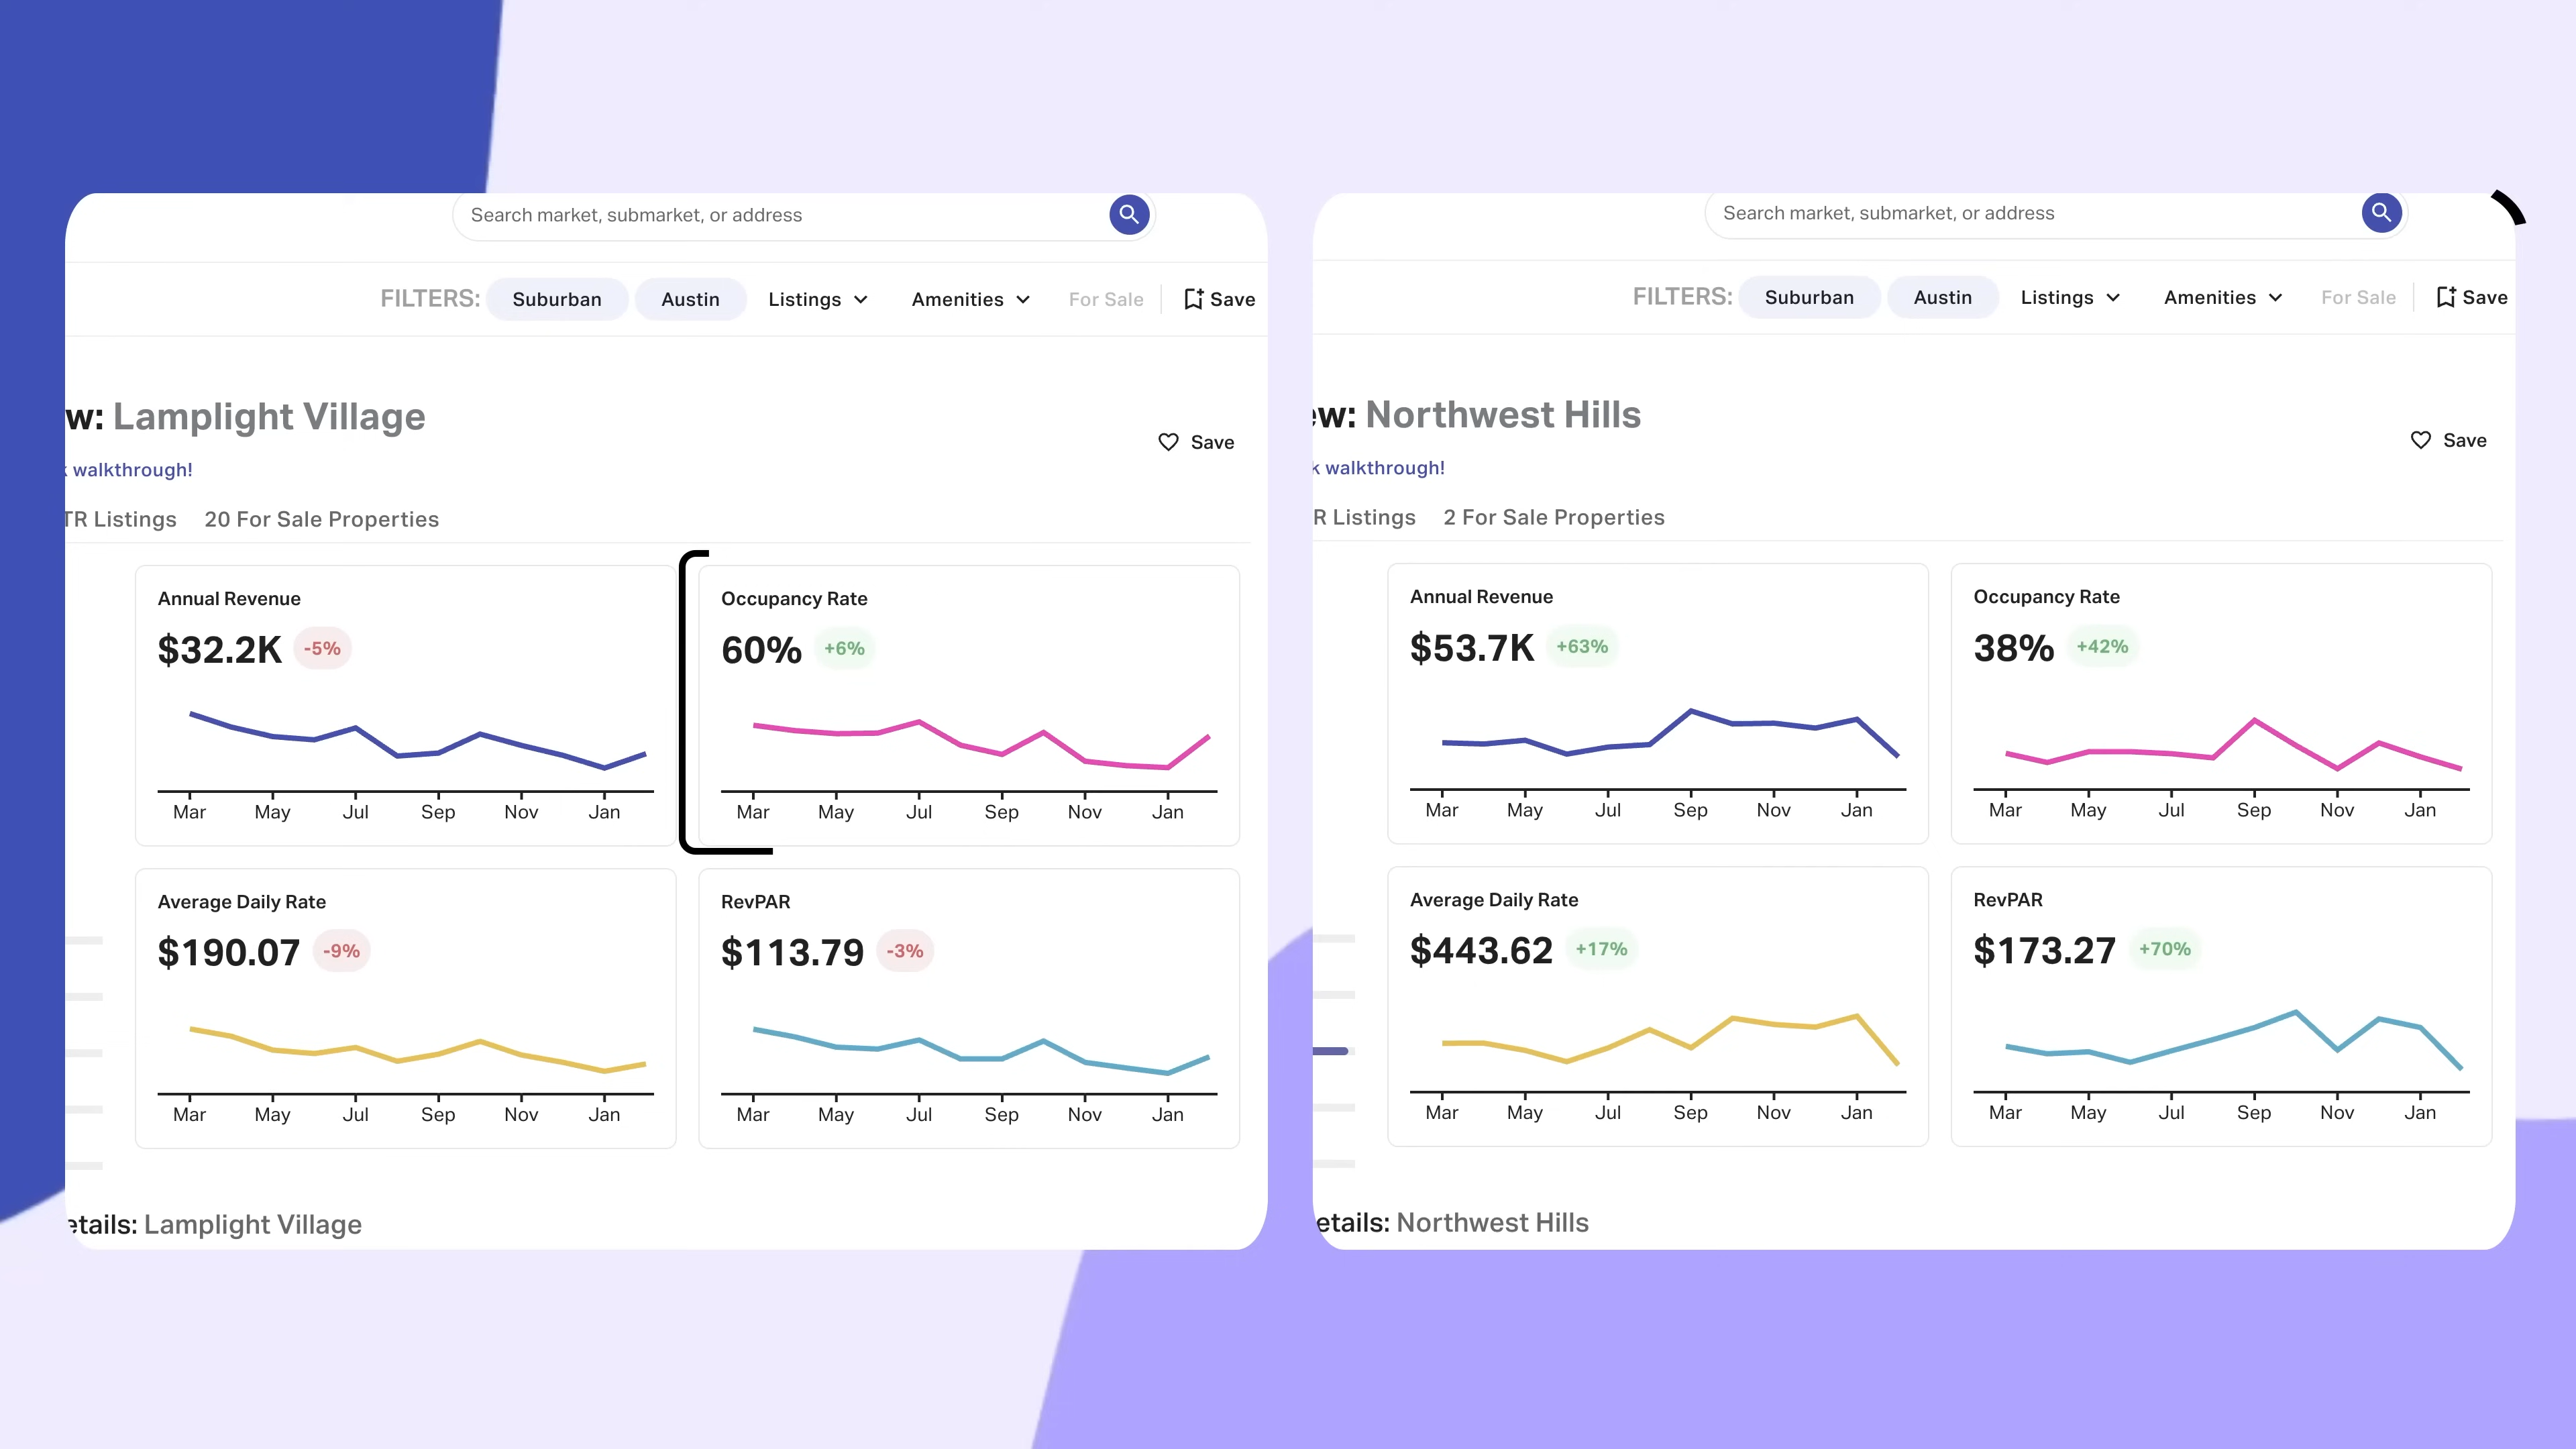 Search market, submarket, or address
FILTERS: Suburban Austin Listings Amenities For Sale Save
w: Lamplight Village
Save
k walkthrough!
TR Listings 20 For Sale Properties
Annual Revenue
$32.2K -5%
Mar May Jul Sep Nov Jan
Occupancy Rate
60% +6%
Mar May Jul Sep Nov Jan
Average Daily Rate
$190.07 -9%
Mar May Jul Sep Nov Jan
RevPAR
$113.79 -3%
Mar May Jul Sep Nov Jan
etails: Lamplight Village
Search market, submarket, or address
FILTERS: Suburban Austin Listings Amenities For Sale Save
ew: Northwest Hills
Save
k walkthrough!
R Listings 2 For Sale Properties
Annual Revenue
$53.7K +63%
Mar May Jul Sep Nov Jan
Occupancy Rate
38% +42%
Mar May Jul Sep Nov Jan
Average Daily Rate
$443.62 +17%
Mar May Jul Sep Nov Jan
RevPAR
$173.27 +70%
Mar May Jul Sep Nov Jan
etails: Northwest Hills